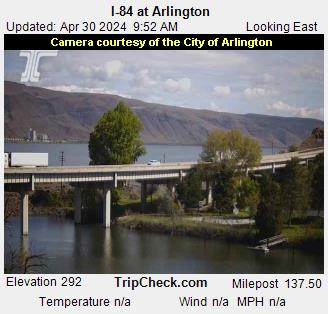 I-84 at Arlington
Updated: Apr 30 2024 9:52 AM Looking East
Camera courtesy of the City of Arlington
Elevation 292 TripCheck.com Milepost 137.50
Temperature n/a Wind n/a MPH n/a